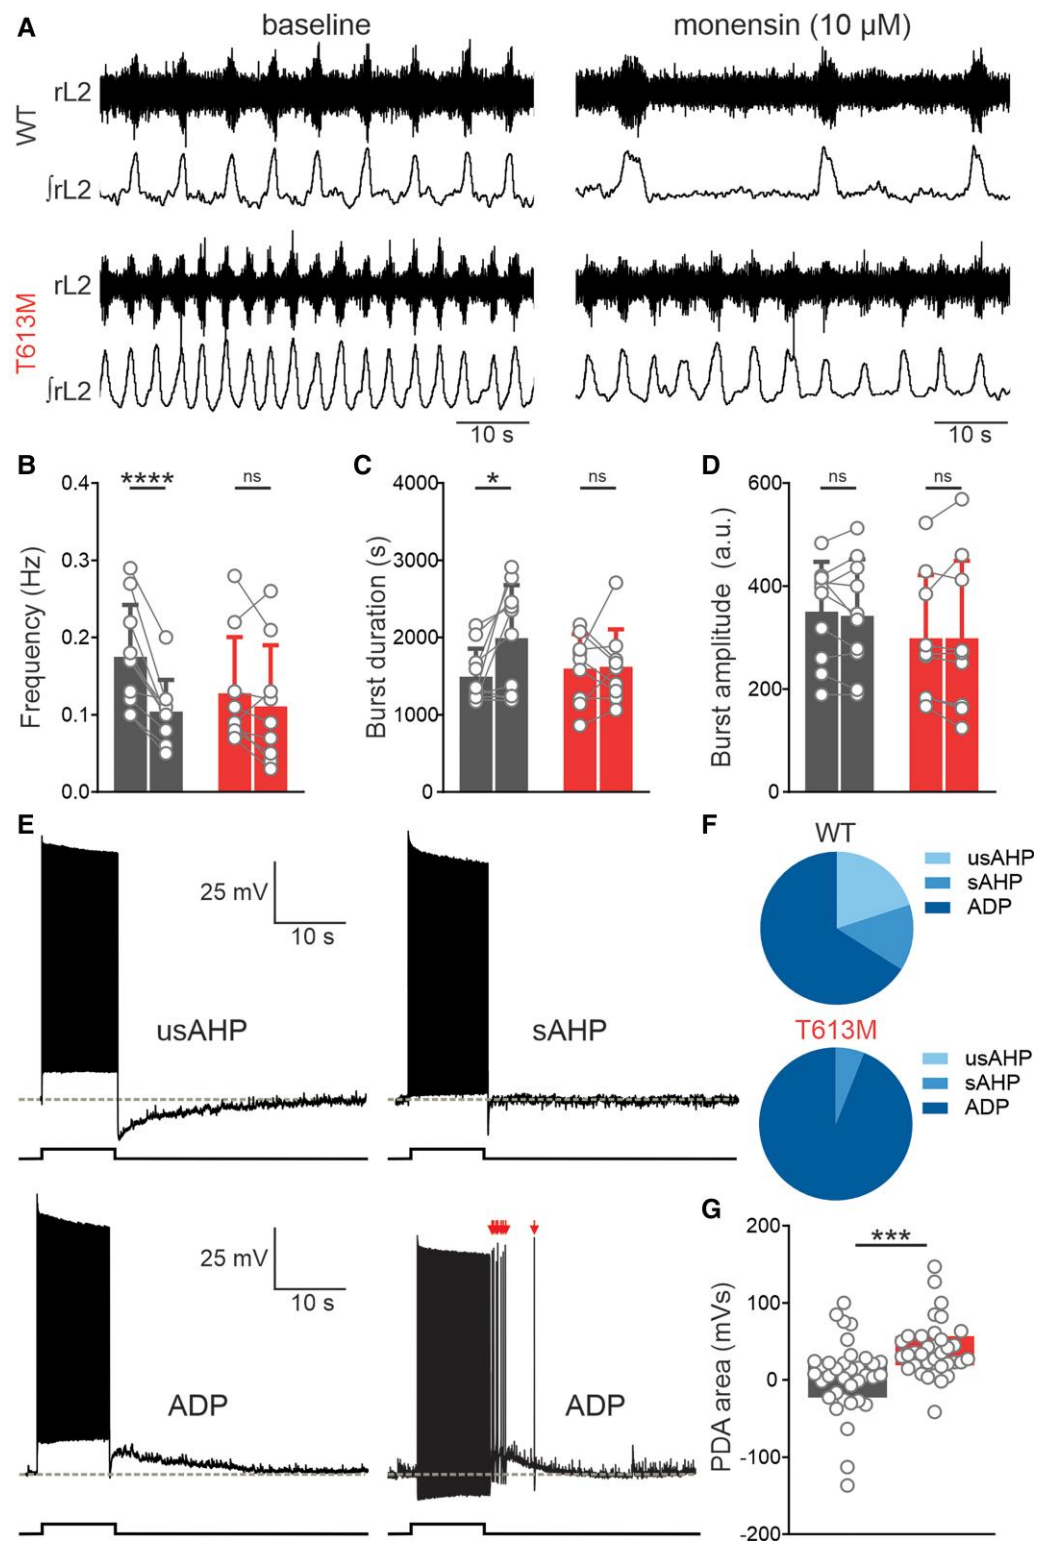 A
baseline
monensin (10 µM)
WT
rL2
∫rL2
T613M
rL2
∫rL2
10 s
10 s
B
C
D
Frequency (Hz)
0.4
0.3
0.2
0.1
0.0
****
ns
Burst duration (s)
4000
3000
2000
1000
0
*
ns
Burst amplitude (a.u.)
600
400
200
0
ns
ns
E
25 mV
10 s
usAHP
sAHP
25 mV
10 s
ADP
ADP
F
WT
usAHP
sAHP
ADP
T613M
usAHP
sAHP
ADP
G
PDA area (mVs)
200
100
0
-100
-200
***